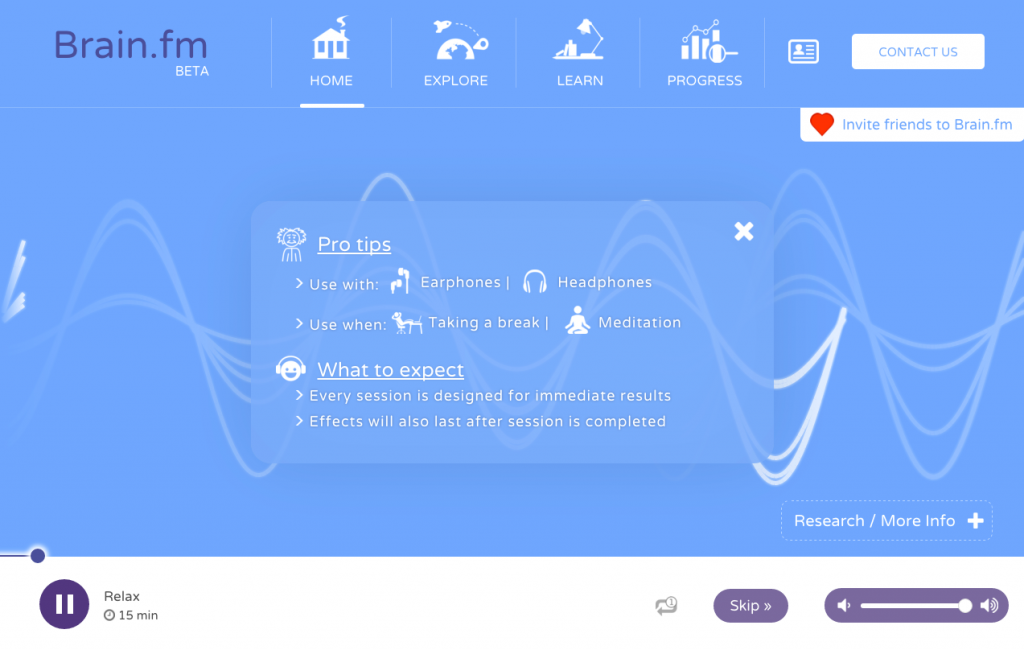 Brain.fm
BETA
HOME
EXPLORE
LEARN
PROGRESS
CONTACT US
Invite friends to Brain.fm
Pro tips
> Use with: Earphones | Headphones
> Use when: Taking a break | Meditation
What to expect
> Every session is designed for immediate results
> Effects will also last after session is completed
Research / More Info +
Relax
15 min
1
Skip »